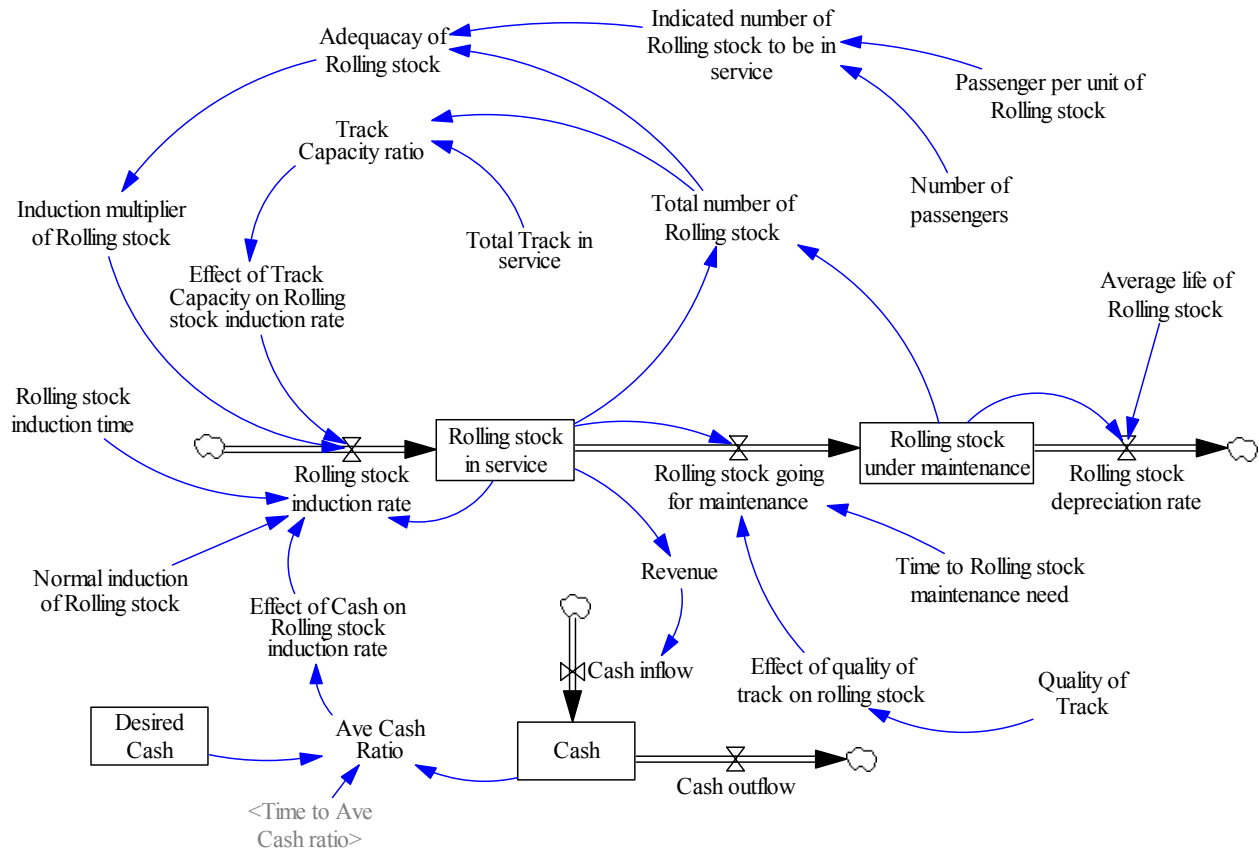 Adequacay of
Rolling stock
Indicated number of
Rolling stock to be in
service
Passenger per unit of
Rolling stock
Track
Capacity ratio
Number of
passengers
Induction multiplier
of Rolling stock
Total Track in
service
Total number of
Rolling stock
Effect of Track
Capacity on Rolling
stock induction rate
Average life of
Rolling stock
Rolling stock
induction time
Rolling stock
in service
Rolling stock
under maintenance
Rolling stock
induction rate
Rolling stock going
for maintenance
Rolling stock
depreciation rate
Normal induction
of Rolling stock
Revenue
Time to Rolling stock
maintenance need
Effect of Cash on
Rolling stock
induction rate
Cash inflow
Effect of quality of
track on rolling stock
Quality of
Track
Desired
Cash
Ave Cash
Ratio
Cash
Cash outflow
<Time to Ave
Cash ratio>